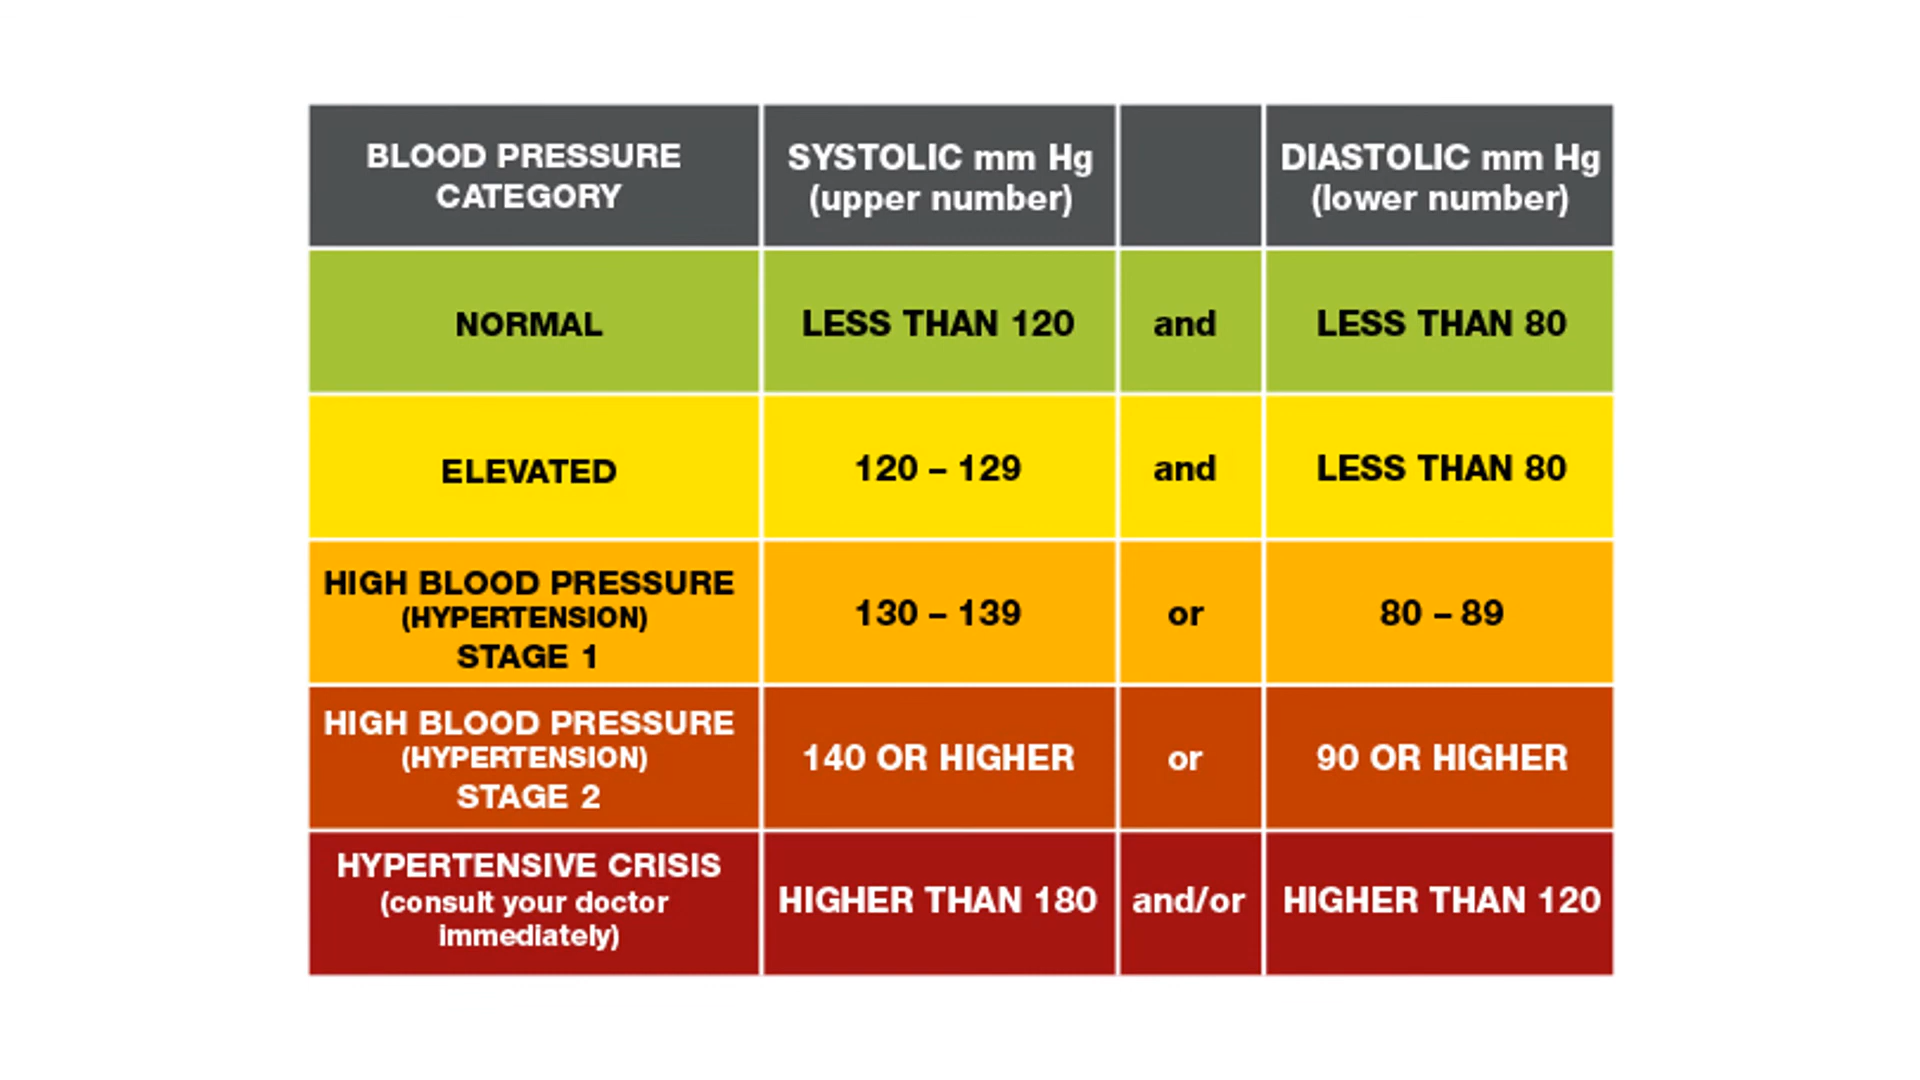 BLOOD PRESSURE
CATEGORY
SYSTOLIC mm Hg
(upper number)
DIASTOLIC mm Hg
(lower number)
NORMAL
LESS THAN 120
and
LESS THAN 80
ELEVATED
120 – 129
and
LESS THAN 80
HIGH BLOOD PRESSURE
(HYPERTENSION)
STAGE 1
130 – 139
or
80 – 89
HIGH BLOOD PRESSURE
(HYPERTENSION)
STAGE 2
140 OR HIGHER
or
90 OR HIGHER
HYPERTENSIVE CRISIS
(consult your doctor
immediately)
HIGHER THAN 180
and/or
HIGHER THAN 120